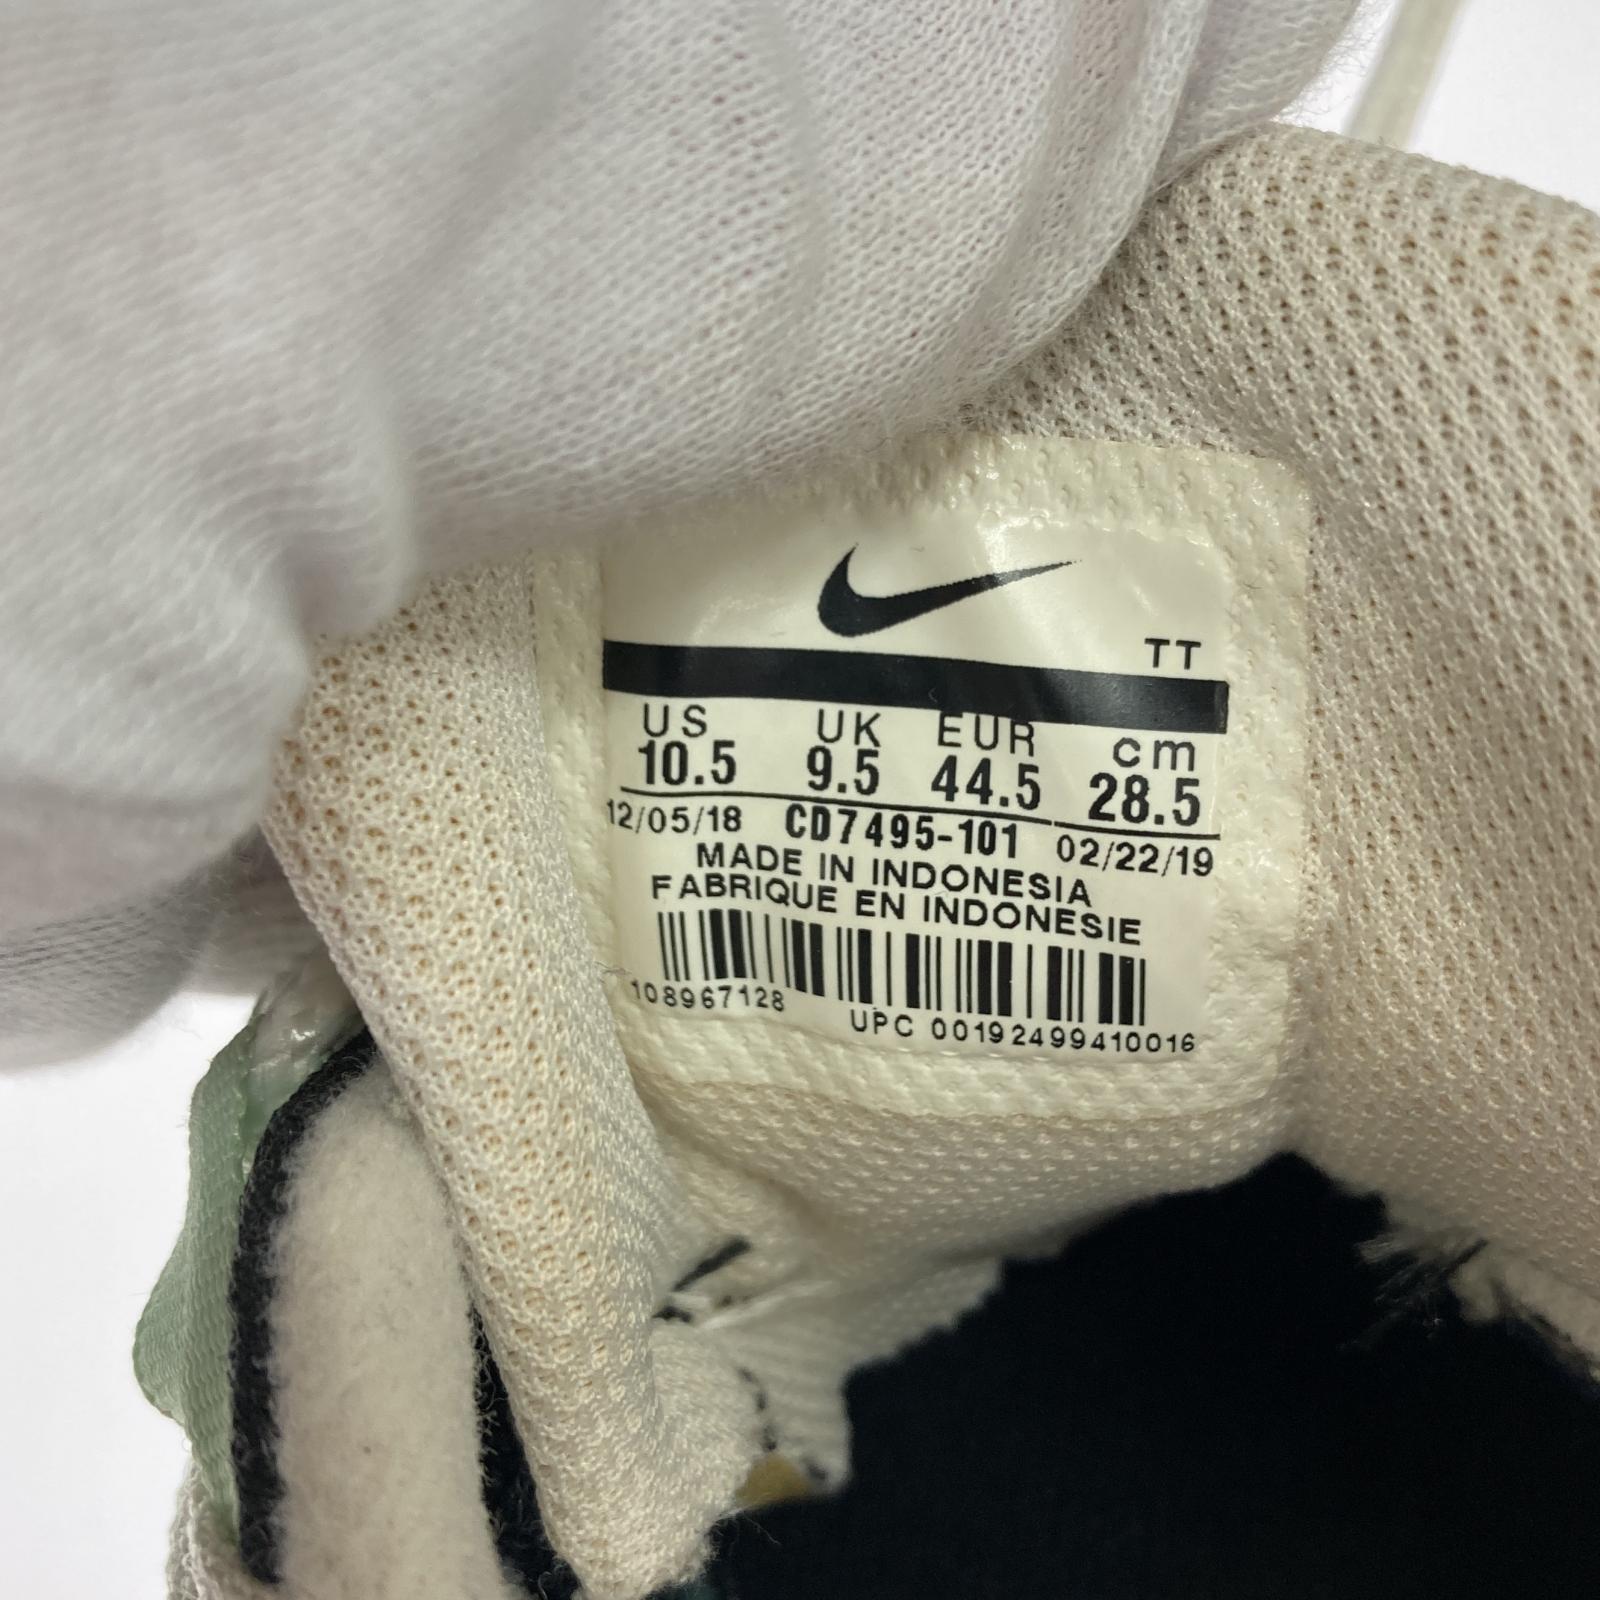 TT
US UK EUR cm
10.5 9.5 44.5 28.5
12/05/18 CD7495-101 02/22/19
MADE IN INDONESIA
FABRIQUE EN INDONESIE
108967128
UPC 00192499410016